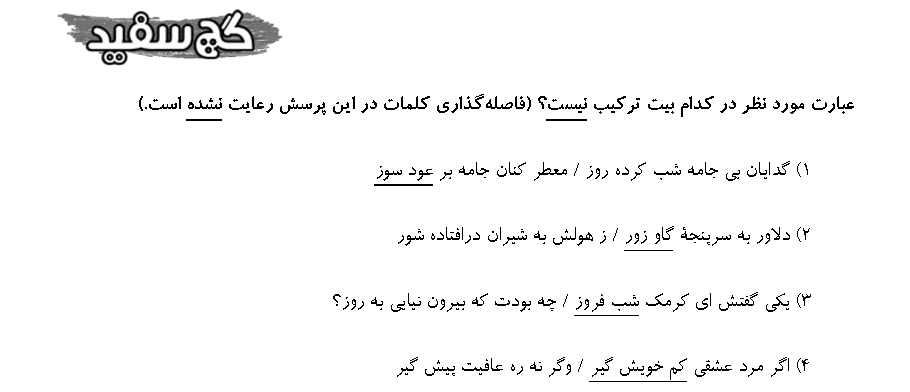 گچ سفید
عبارت مورد نظر در کدام بیت ترکیب نیست؟ (فاصله‌گذاری کلمات در این پرسش رعایت نشده است.)
۱) گدایان بی جامه شب کرده روز / معطر کنان جامه بر عود سوز
۲) دلاور به سرپنجهٔ گاو زور / ز هولش به شیران درافتاده شور
۳) یکی گفتش ای کرمک شب فروز / چه بودت که بیرون نیایی به روز؟
۴) اگر مرد عشقی کم خویش گیر / وگر نه ره عافیت پیش گیر